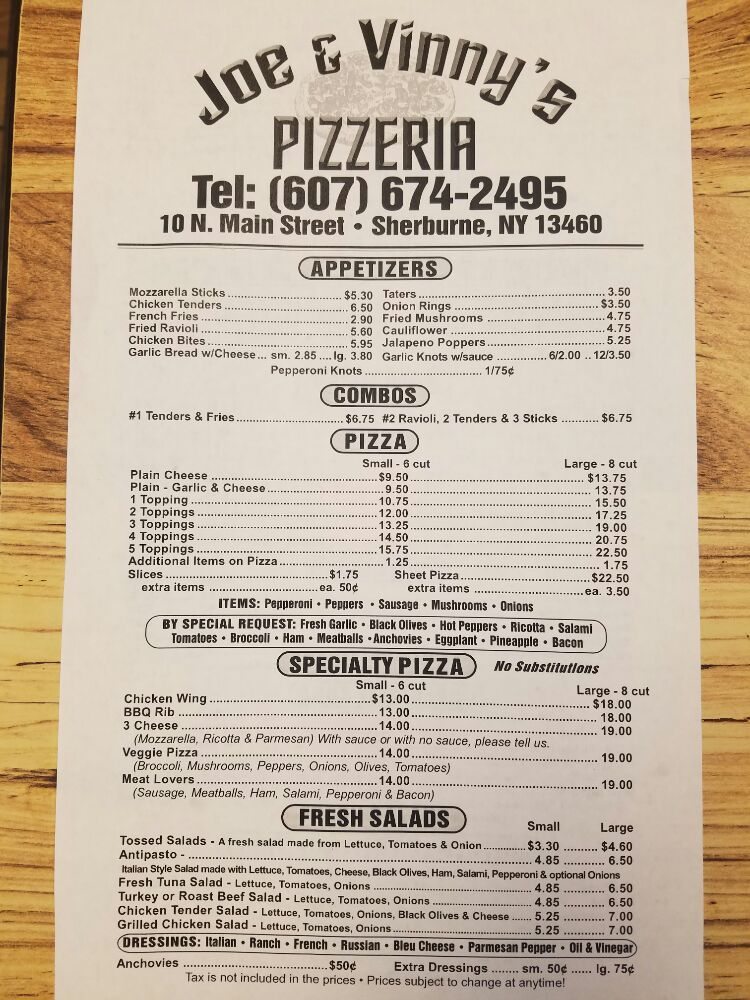 Joe & Vinny's
PIZZERIA
Tel: (607) 674-2495
10 N. Main Street • Sherburne, NY 13460
APPETIZERS
Mozzarella Sticks ........ $5.30 Taters ........ 3.50
Chicken Tenders ........ 6.50 Onion Rings ........ $3.50
French Fries ........ 2.90 Fried Mushrooms ........ 4.75
Fried Ravioli ........ 5.60 Cauliflower ........ 4.75
Chicken Bites ........ 5.95 Jalapeno Poppers ........ 5.25
Garlic Bread w/Cheese ... sm. 2.85 .... lg. 3.80 Garlic Knots w/sauce ........ 6/2.00 .. 12/3.50
Pepperoni Knots ........ 1/75¢
COMBOS
#1 Tenders & Fries ........ $6.75 #2 Ravioli, 2 Tenders & 3 Sticks ........ $6.75
PIZZA
Small - 6 cut Large - 8 cut
Plain Cheese ........ $9.50 ........ $13.75
Plain - Garlic & Cheese ........ 9.50 ........ 13.75
1 Topping ........ 10.75 ........ 15.50
2 Toppings ........ 12.00 ........ 17.25
3 Toppings ........ 13.25 ........ 19.00
4 Toppings ........ 14.50 ........ 20.75
5 Toppings ........ 15.75 ........ 22.50
Additional Items on Pizza ........ 1.25 ........ 1.75
Slices ........ $1.75 Sheet Pizza ........ $22.50
extra items ........ ea. 50¢ extra items ........ ea. 3.50
ITEMS: Pepperoni • Peppers • Sausage • Mushrooms • Onions
BY SPECIAL REQUEST: Fresh Garlic • Black Olives • Hot Peppers • Ricotta • Salami
Tomatoes • Broccoli • Ham • Meatballs • Anchovies • Eggplant • Pineapple • Bacon
SPECIALTY PIZZA No Substitutions
Small - 6 cut Large - 8 cut
Chicken Wing ........ $13.00 ........ $18.00
BBQ Rib ........ 13.00 ........ 18.00
3 Cheese ........ 14.00 ........ 19.00
(Mozzarella, Ricotta & Parmesan) With sauce or with no sauce, please tell us.
Veggie Pizza ........ 14.00 ........ 19.00
(Broccoli, Mushrooms, Peppers, Onions, Olives, Tomatoes)
Meat Lovers ........ 14.00 ........ 19.00
(Sausage, Meatballs, Ham, Salami, Pepperoni & Bacon)
FRESH SALADS Small Large
Tossed Salads - A fresh salad made from Lettuce, Tomatoes & Onion ........ $3.30 ........ $4.60
Antipasto - ........ 4.85 ........ 6.50
Italian Style Salad made with Lettuce, Tomatoes, Cheese, Black Olives, Ham, Salami, Pepperoni & optional Onions
Fresh Tuna Salad - Lettuce, Tomatoes, Onions ........ 4.85 ........ 6.50
Turkey or Roast Beef Salad - Lettuce, Tomatoes, Onions ........ 4.85 ........ 6.50
Chicken Tender Salad - Lettuce, Tomatoes, Onions, Black Olives & Cheese ...... 5.25 ........ 7.00
Grilled Chicken Salad - Lettuce, Tomatoes, Onions ........ 5.25 ........ 7.00
DRESSINGS: Italian • Ranch • French • Russian • Bleu Cheese • Parmesan Pepper • Oil & Vinegar
Anchovies ........ $50¢ Extra Dressings ........ sm. 50¢ ...... lg. 75¢
Tax is not included in the prices • Prices subject to change at anytime!